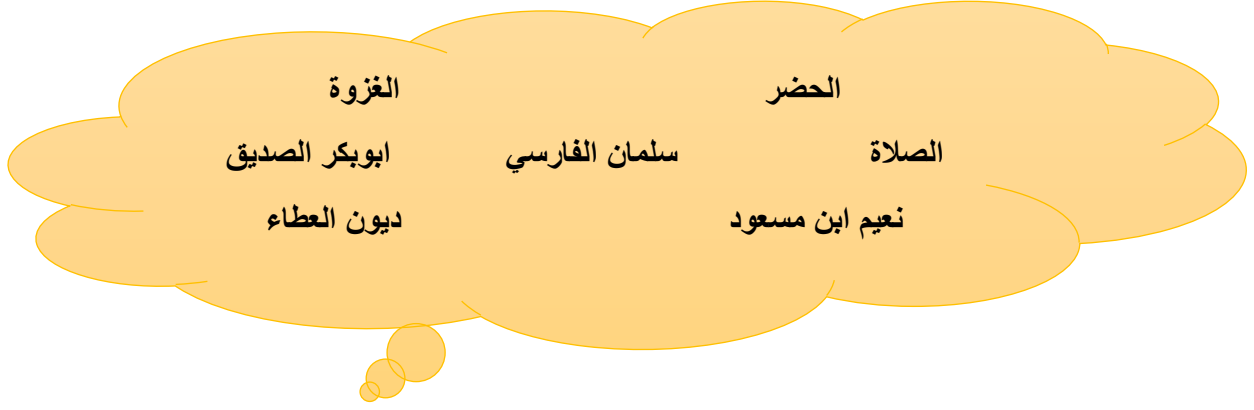 الحضر الغزوة
الصلاة سلمان الفارسي ابوبكر الصديق
نعيم ابن مسعود ديون العطاء